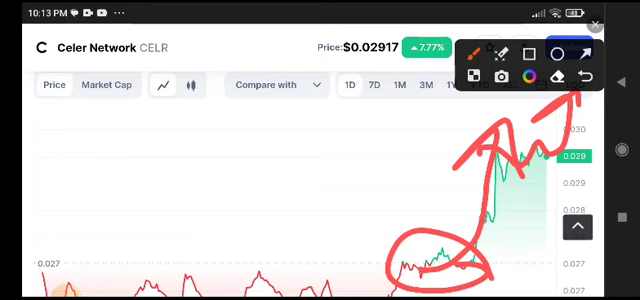 10:13 PM
Celer Network CELR
Price:$0.02917 7.77%
Price Market Cap
Compare with
1D 7D 1M 3M
0.030
0.029
0.029
0.028
0.027
0.027
0.027